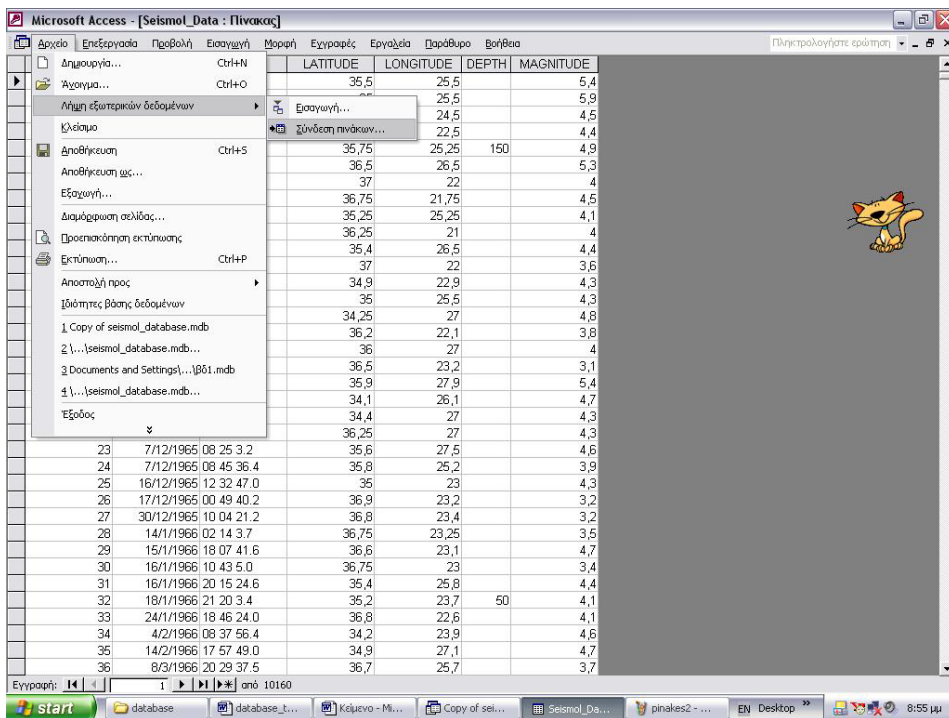 Microsoft Access - [Seismol_Data : Πίνακας]
Αρχείο Επεξεργασία Προβολή Εισαγωγή Μορφή Εγγραφές Εργαλεία Παράθυρο Βοήθεια Πληκτρολογήστε ερώτηση
LATITUDE LONGITUDE DEPTH MAGNITUDE
Δημιουργία... Ctrl+N
Άνοιγμα... Ctrl+O
Λήψη εξωτερικών δεδομένων
Κλείσιμο
Αποθήκευση Ctrl+S
Αποθήκευση ως...
Εξαγωγή...
Διαμόρφωση σελίδας...
Προεπισκόπηση εκτύπωσης
Εκτύπωση... Ctrl+P
Αποστολή προς
Ιδιότητες βάσης δεδομένων
1 Copy of seismol_database.mdb
2 \...\seismol_database.mdb...
3 Documents and Settings\...\βδ1.mdb
4 \...\seismol_database.mdb...
Έξοδος
Εισαγωγή...
Σύνδεση πινάκων...
35,5 25,5 5,4
25,5 5,9
24,5 4,5
22,5 4,4
35,75 25,25 150 4,9
36,5 26,5 5,3
37 22 4
36,75 21,75 4,5
35,25 25,25 4,1
36,25 21 4
35,4 26,5 4,4
37 22 3,6
34,9 22,9 4,3
35 25,5 4,3
34,25 27 4,8
36,2 22,1 3,8
36 27 4
36,5 23,2 3,1
35,9 27,9 5,4
34,1 26,1 4,7
34,4 27 4,3
36,25 27 4,3
23 7/12/1965 08 25 3.2 35,6 27,5 4,6
24 7/12/1965 08 45 36.4 35,8 25,2 3,9
25 16/12/1965 12 32 47.0 35 23 4,3
26 17/12/1965 00 49 40.2 36,9 23,2 3,2
27 30/12/1965 10 04 21.2 36,8 23,4 3,2
28 14/1/1966 02 14 3.7 36,75 23,25 3,5
29 15/1/1966 18 07 41.6 36,6 23,1 4,7
30 16/1/1966 10 43 5.0 36,75 23 3,4
31 16/1/1966 20 15 24.6 35,4 25,8 4,4
32 18/1/1966 21 20 3.4 35,2 23,7 50 4,1
33 24/1/1966 18 46 24.0 36,8 22,6 4,1
34 4/2/1966 08 37 56.4 34,2 23,9 4,6
35 14/2/1966 17 57 49.0 34,9 27,1 4,7
36 8/3/1966 20 29 37.5 36,7 25,7 3,7
Εγγραφή: 1 από 10160
start database database_t... Κείμενο - Mi... Copy of sei... Seismol_Da... pinakes2 - ... EN Desktop » 8:55 μμ